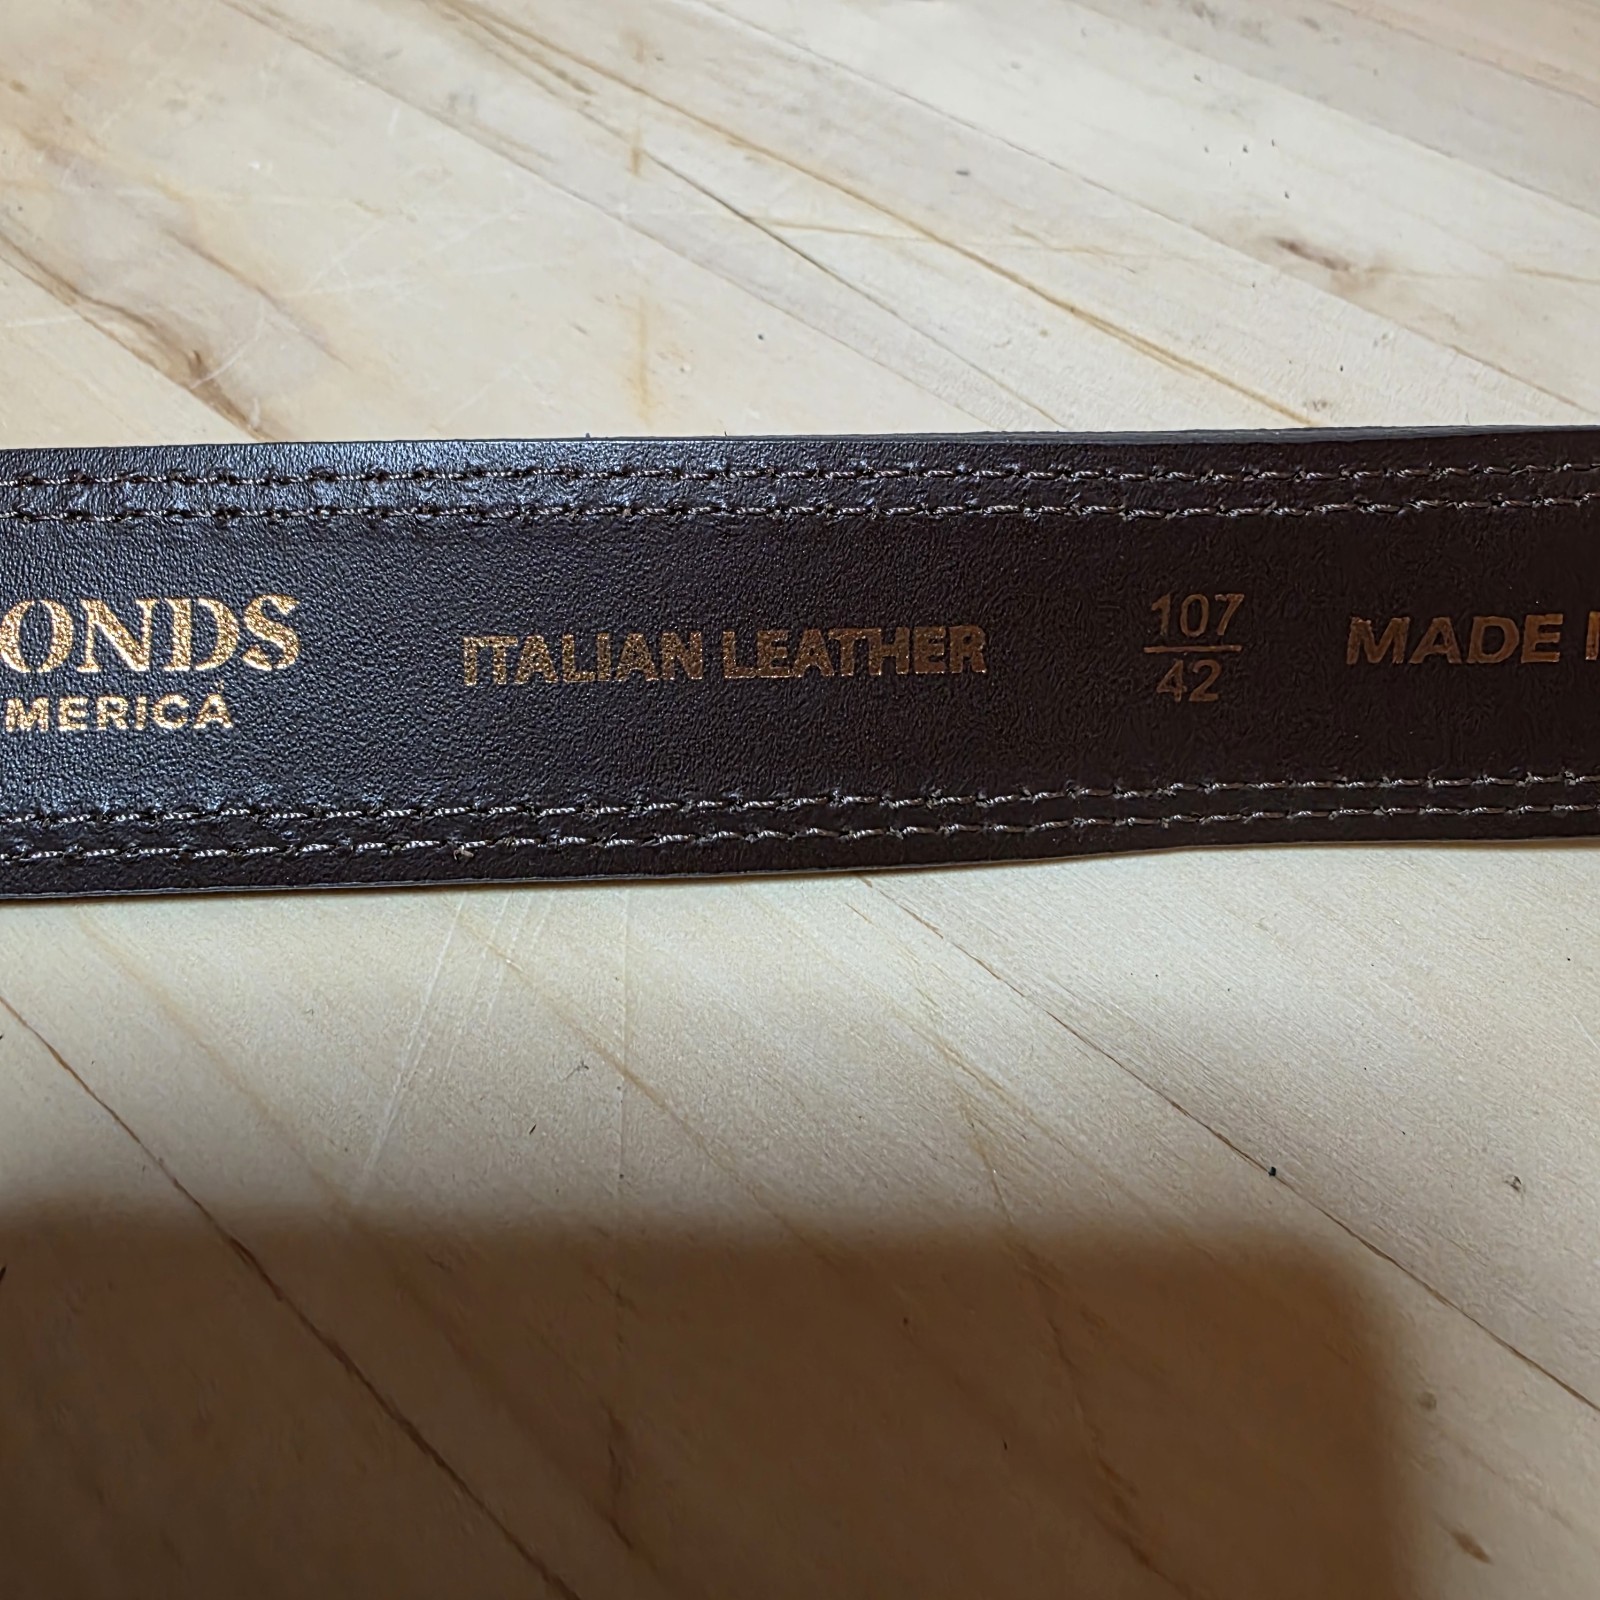 ONDS
MERICA
ITALIAN LEATHER
107
42
MADE